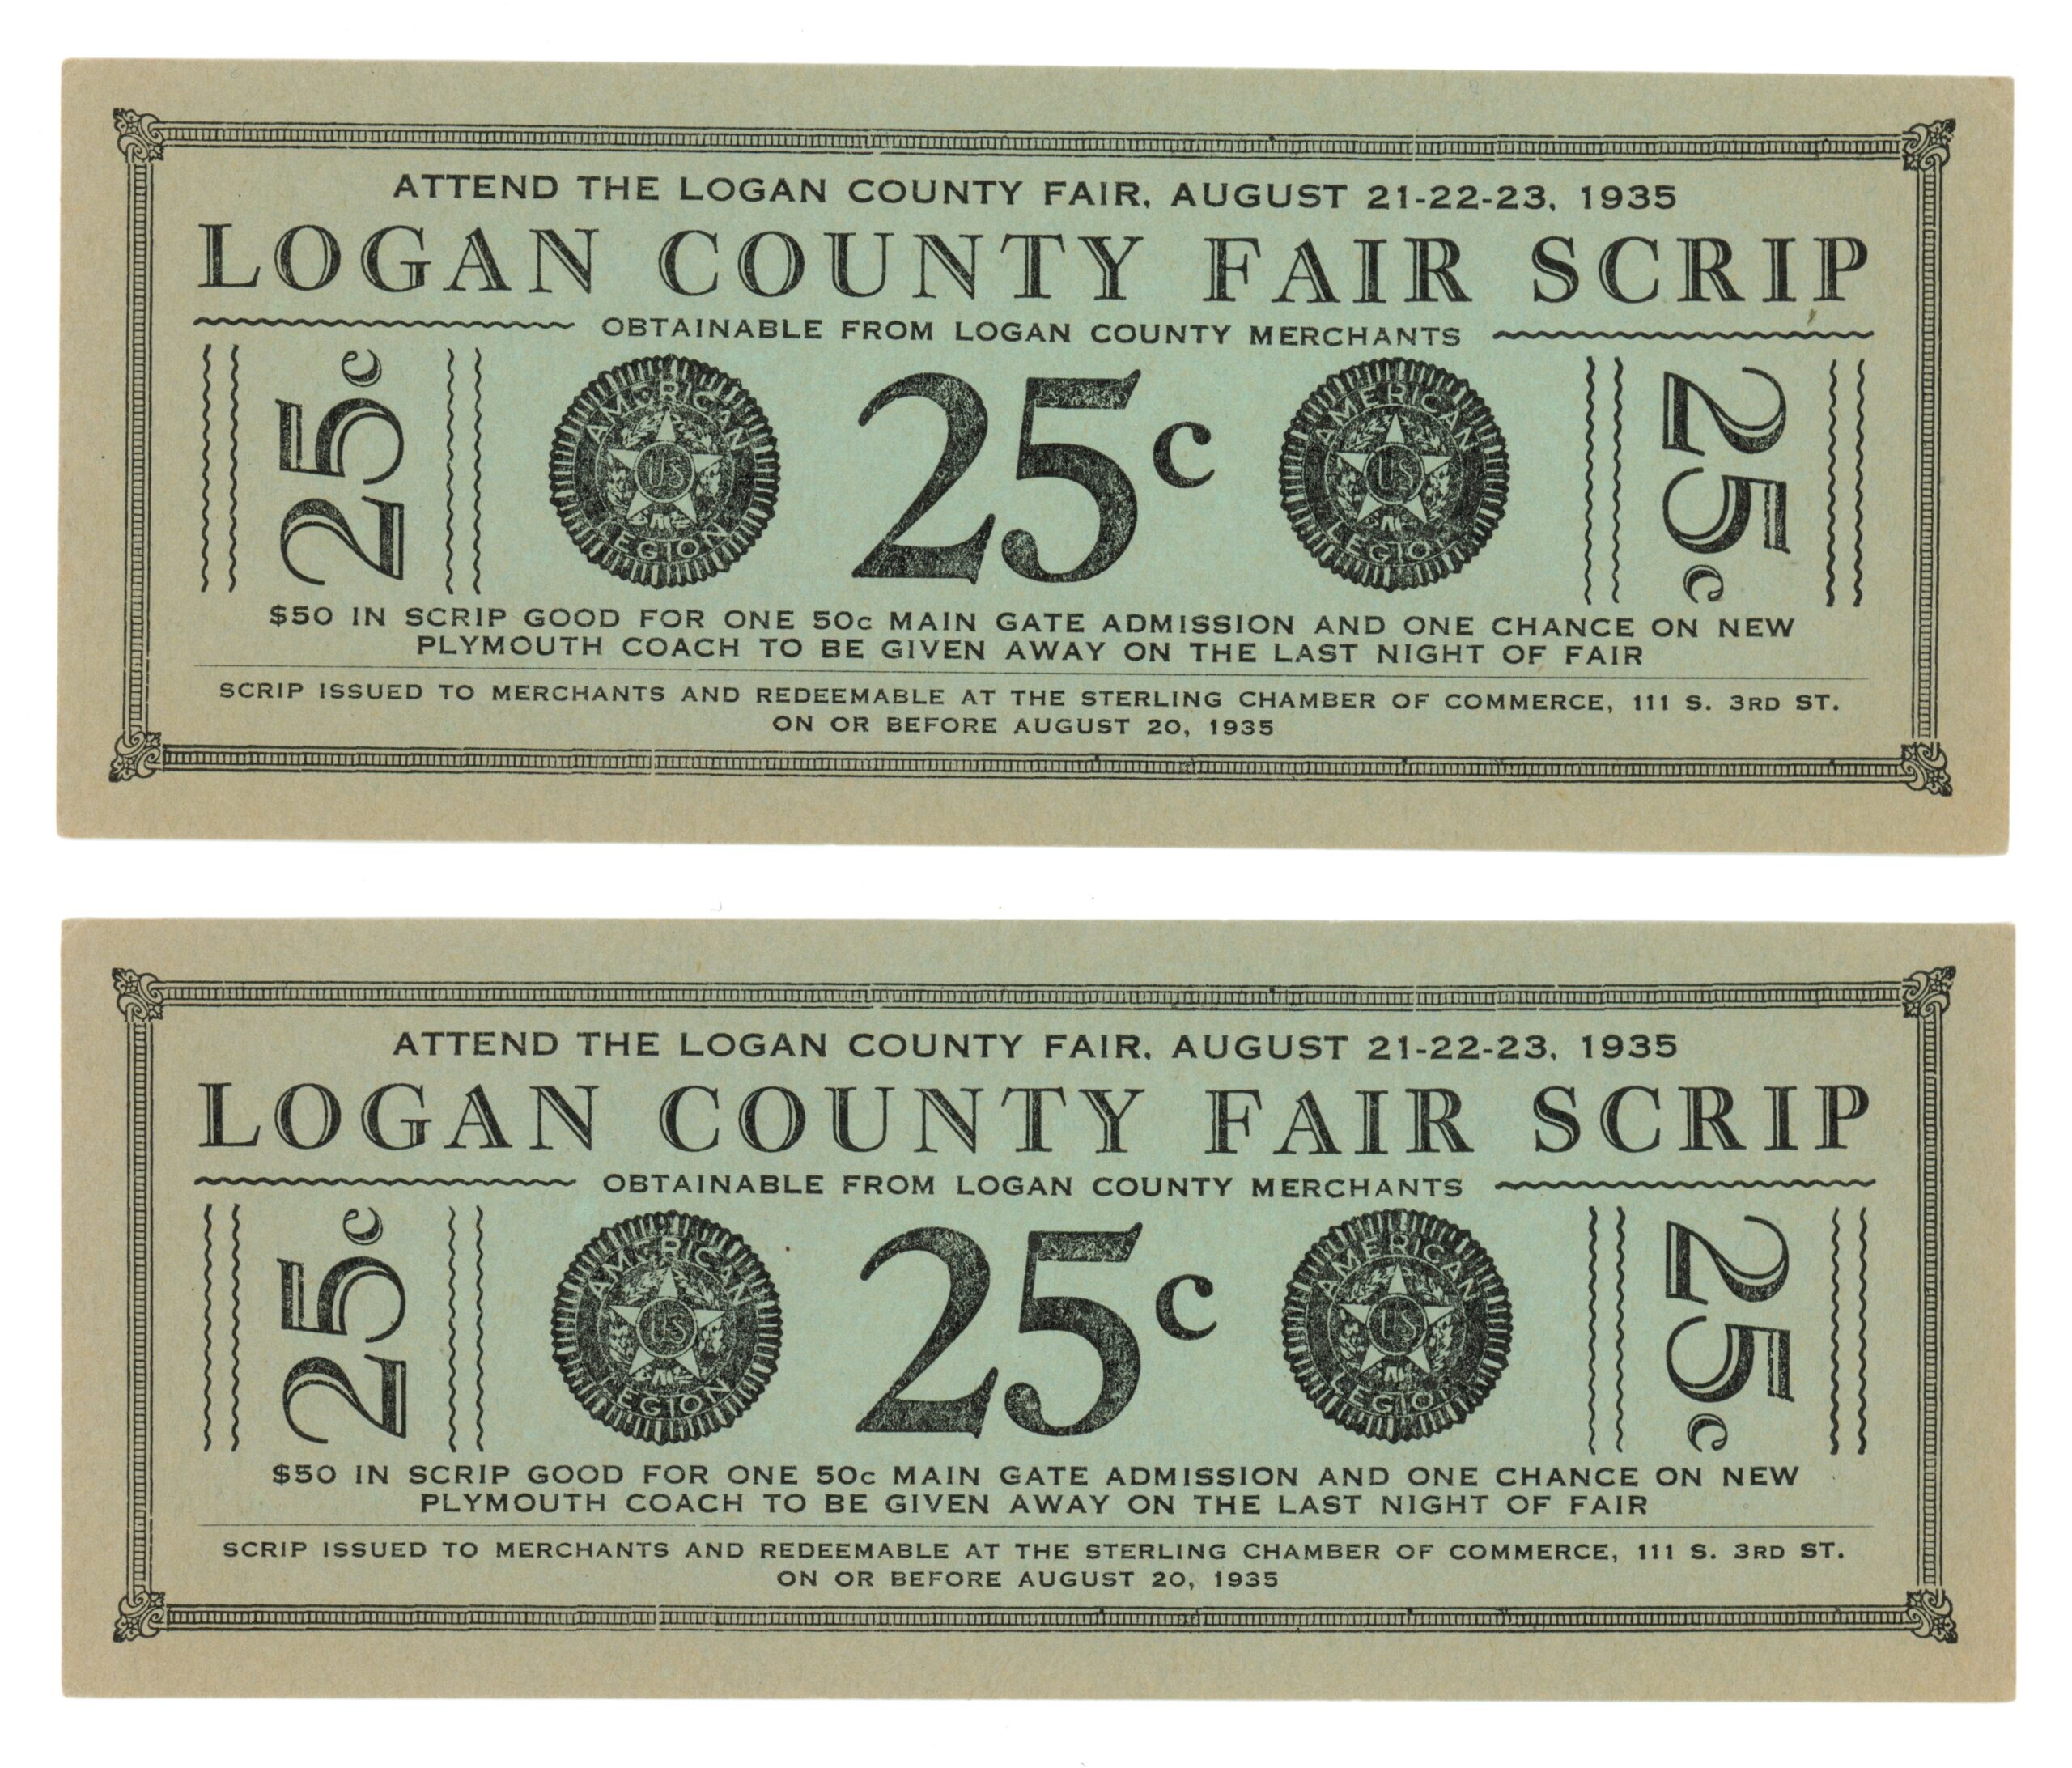 ATTEND THE LOGAN COUNTY FAIR, AUGUST 21-22-23, 1935
LOGAN COUNTY FAIR SCRIP
OBTAINABLE FROM LOGAN COUNTY MERCHANTS
25c
AMERICAN
US
LEGION
25c
AMERICAN
US
LEGION
25c
$50 IN SCRIP GOOD FOR ONE 50c MAIN GATE ADMISSION AND ONE CHANCE ON NEW
PLYMOUTH COACH TO BE GIVEN AWAY ON THE LAST NIGHT OF FAIR
SCRIP ISSUED TO MERCHANTS AND REDEEMABLE AT THE STERLING CHAMBER OF COMMERCE, 111 S. 3RD ST.
ON OR BEFORE AUGUST 20, 1935
ATTEND THE LOGAN COUNTY FAIR, AUGUST 21-22-23, 1935
LOGAN COUNTY FAIR SCRIP
OBTAINABLE FROM LOGAN COUNTY MERCHANTS
25c
AMERICAN
US
LEGION
25c
AMERICAN
US
LEGION
25c
$50 IN SCRIP GOOD FOR ONE 50c MAIN GATE ADMISSION AND ONE CHANCE ON NEW
PLYMOUTH COACH TO BE GIVEN AWAY ON THE LAST NIGHT OF FAIR
SCRIP ISSUED TO MERCHANTS AND REDEEMABLE AT THE STERLING CHAMBER OF COMMERCE, 111 S. 3RD ST.
ON OR BEFORE AUGUST 20, 1935